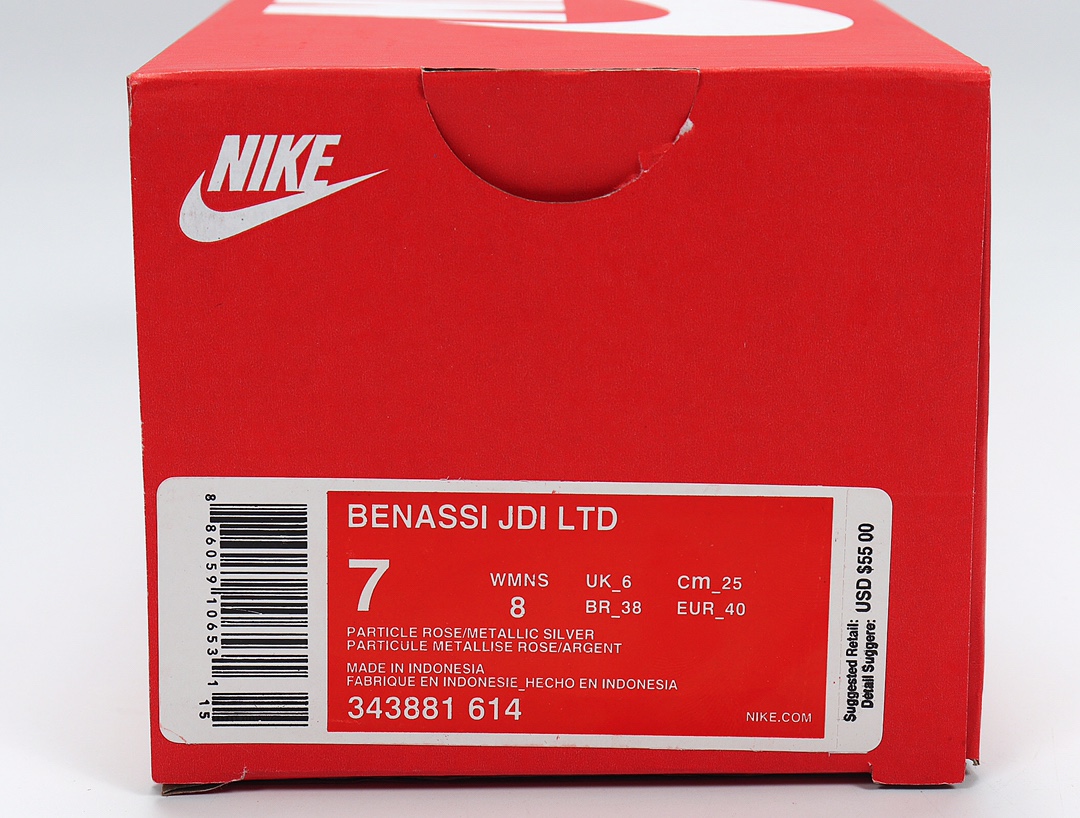 NIKE
BENASSI JDI LTD
7
WMNS
8
UK_6
BR_38
Cm_25
EUR_40
PARTICLE ROSE/METALLIC SILVER
PARTICULE METALLISE ROSE/ARGENT
MADE IN INDONESIA
FABRIQUE EN INDONESIE_HECHO EN INDONESIA
343881 614
NIKE.COM
8 86059 10653 1
15
Suggested Retail: USD $55 00
Détail Suggere: